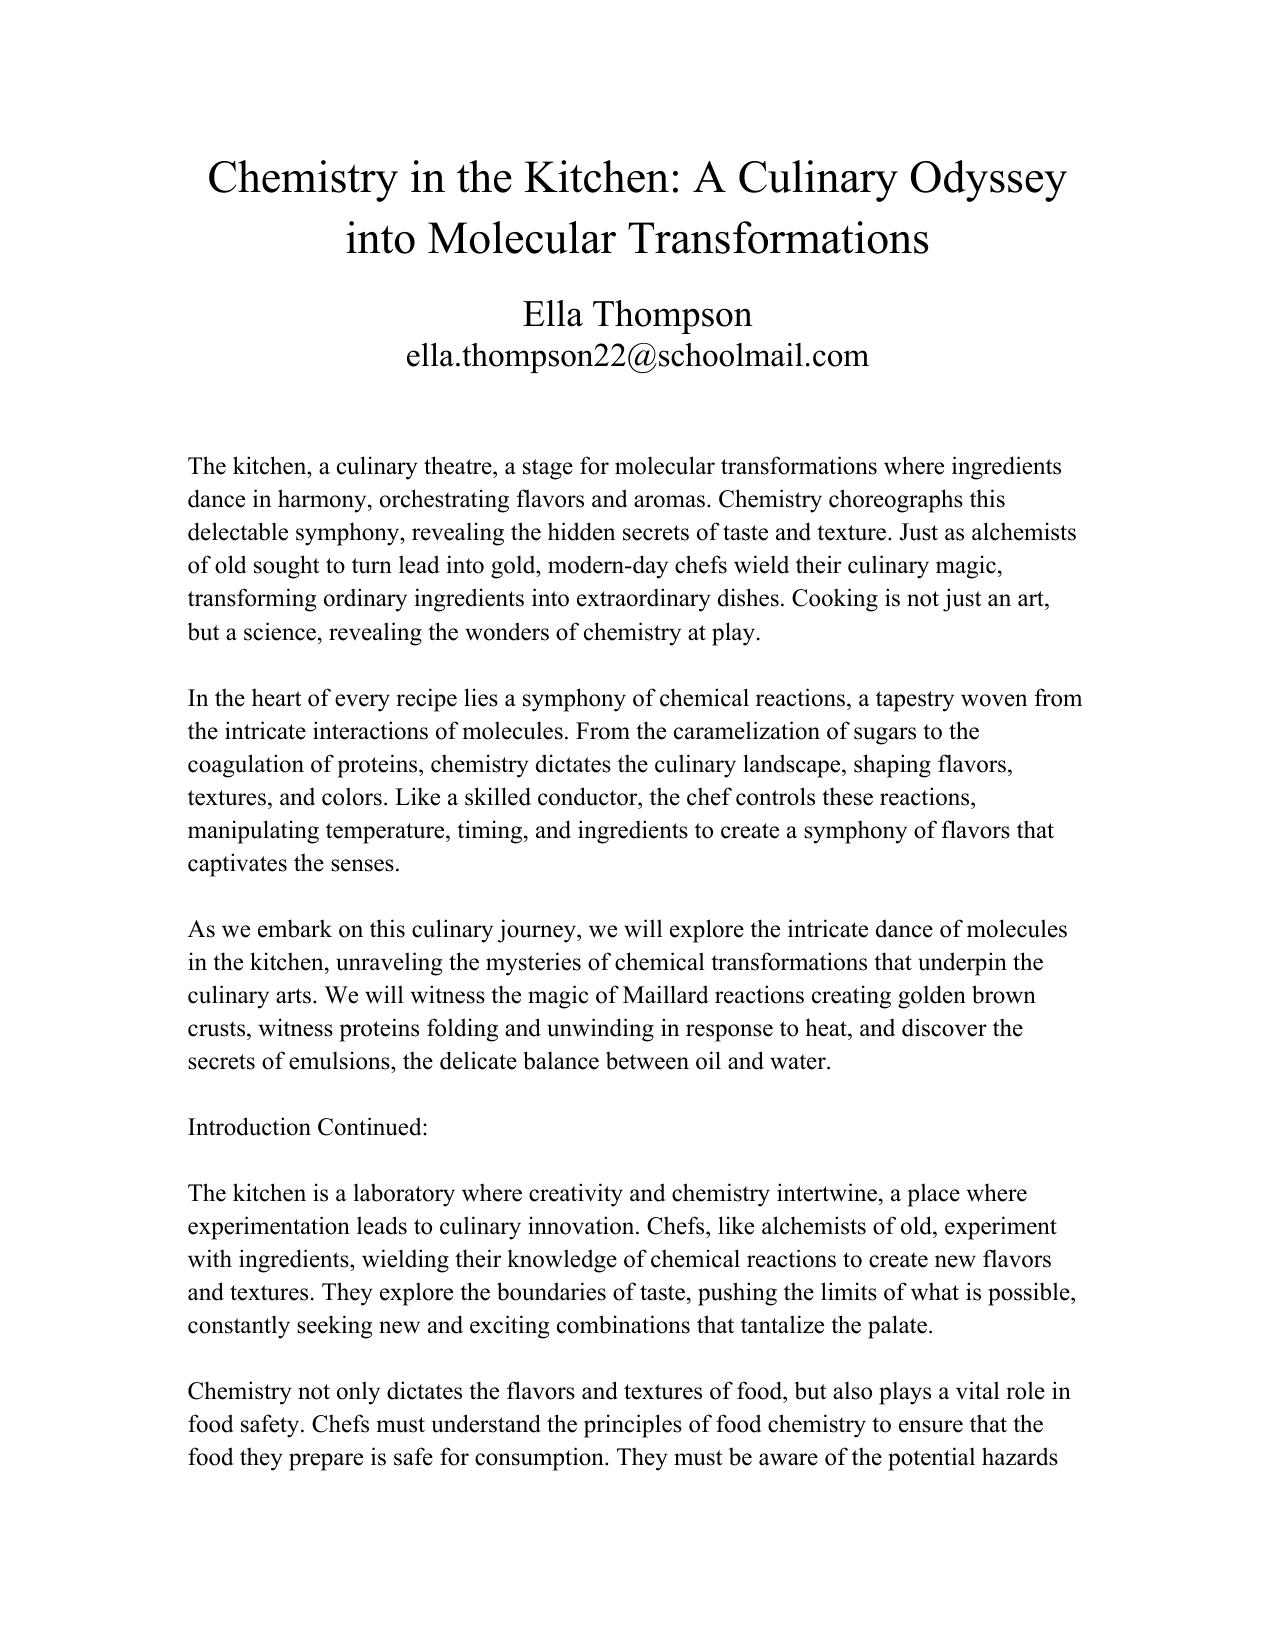 Chemistry in the Kitchen: A Culinary Odyssey
into Molecular Transformations
Ella Thompson
ella.thompson22@schoolmail.com
The kitchen, a culinary theatre, a stage for molecular transformations where ingredients
dance in harmony, orchestrating flavors and aromas. Chemistry choreographs this
delectable symphony, revealing the hidden secrets of taste and texture. Just as alchemists
of old sought to turn lead into gold, modern-day chefs wield their culinary magic,
transforming ordinary ingredients into extraordinary dishes. Cooking is not just an art,
but a science, revealing the wonders of chemistry at play.
In the heart of every recipe lies a symphony of chemical reactions, a tapestry woven from
the intricate interactions of molecules. From the caramelization of sugars to the
coagulation of proteins, chemistry dictates the culinary landscape, shaping flavors,
textures, and colors. Like a skilled conductor, the chef controls these reactions,
manipulating temperature, timing, and ingredients to create a symphony of flavors that
captivates the senses.
As we embark on this culinary journey, we will explore the intricate dance of molecules
in the kitchen, unraveling the mysteries of chemical transformations that underpin the
culinary arts. We will witness the magic of Maillard reactions creating golden brown
crusts, witness proteins folding and unwinding in response to heat, and discover the
secrets of emulsions, the delicate balance between oil and water.
Introduction Continued:
The kitchen is a laboratory where creativity and chemistry intertwine, a place where
experimentation leads to culinary innovation. Chefs, like alchemists of old, experiment
with ingredients, wielding their knowledge of chemical reactions to create new flavors
and textures. They explore the boundaries of taste, pushing the limits of what is possible,
constantly seeking new and exciting combinations that tantalize the palate.
Chemistry not only dictates the flavors and textures of food, but also plays a vital role in
food safety. Chefs must understand the principles of food chemistry to ensure that the
food they prepare is safe for consumption. They must be aware of the potential hazards